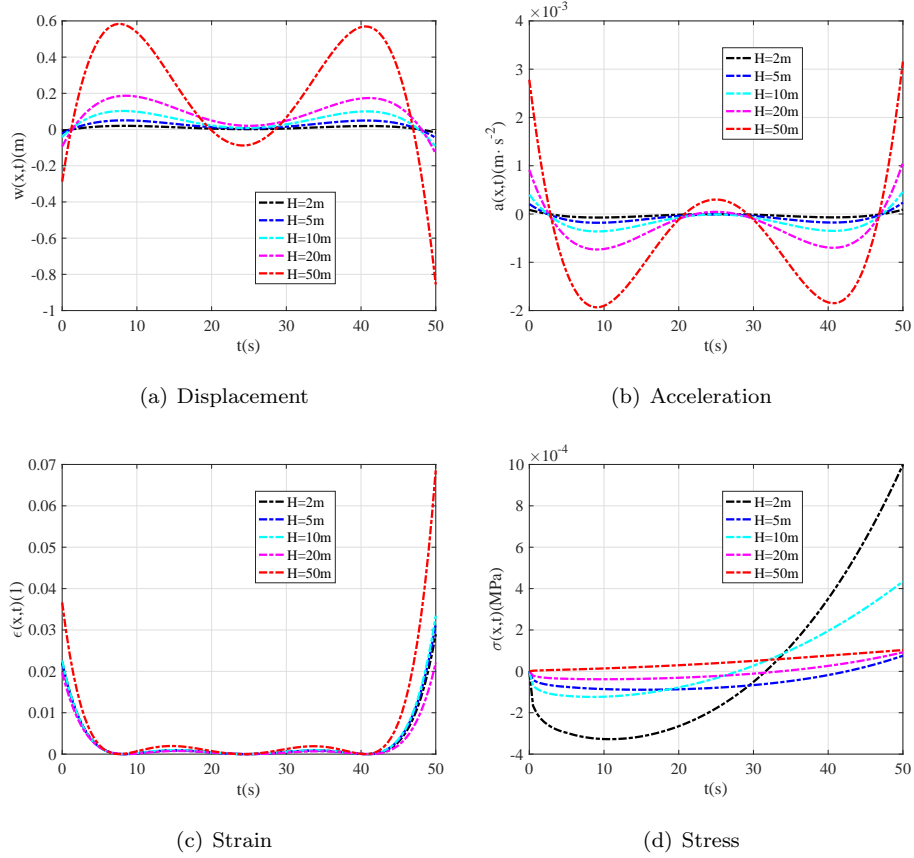 0.6
0.4
0.2
0
-0.2
-0.4
-0.6
-0.8
-1
w(x,t)(m)
H=2m
H=5m
H=10m
H=20m
H=50m
0 10 20 30 40 50
t(s)
(a) Displacement
×10⁻³
4
3
2
1
0
-1
-2
a(x,t)(m· s⁻²)
H=2m
H=5m
H=10m
H=20m
H=50m
0 10 20 30 40 50
t(s)
(b) Acceleration
0.07
0.06
0.05
0.04
0.03
0.02
0.01
0
ϵ(x,t)(1)
H=2m
H=5m
H=10m
H=20m
H=50m
0 10 20 30 40 50
t(s)
(c) Strain
×10⁻⁴
10
8
6
4
2
0
-2
-4
σ(x,t)(MPa)
H=2m
H=5m
H=10m
H=20m
H=50m
0 10 20 30 40 50
t(s)
(d) Stress